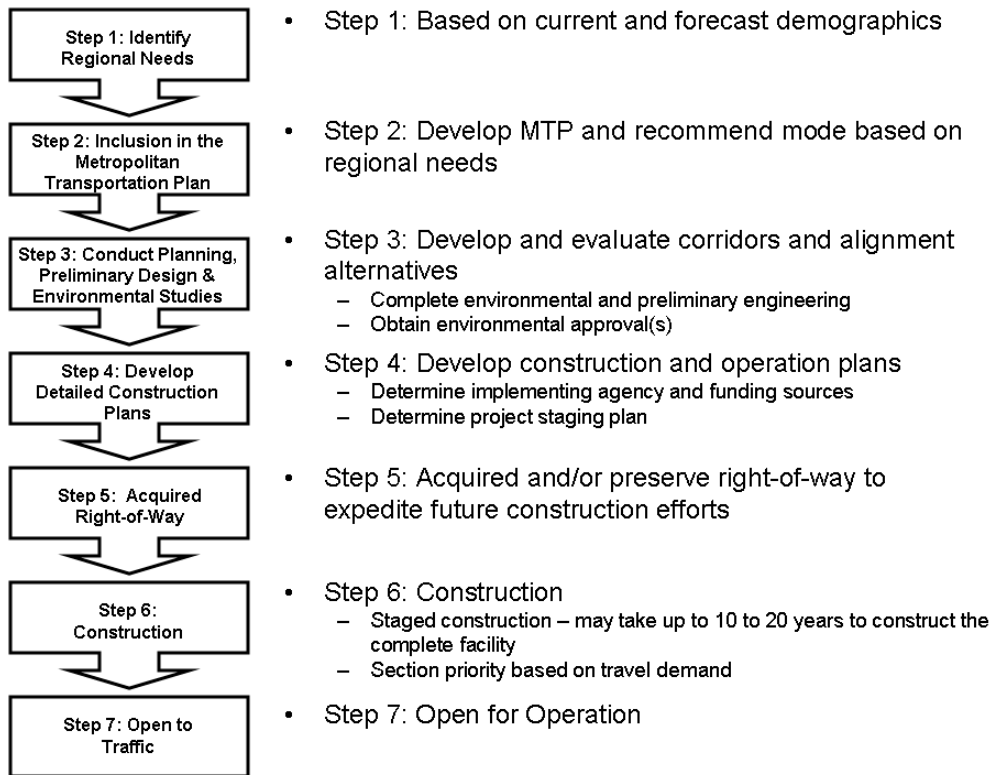 Step 1: Identify
Regional Needs
• Step 1: Based on current and forecast demographics
Step 2: Inclusion in the
Metropolitan
Transportation Plan
• Step 2: Develop MTP and recommend mode based on
regional needs
Step 3: Conduct Planning,
Preliminary Design &
Environmental Studies
• Step 3: Develop and evaluate corridors and alignment
alternatives
– Complete environmental and preliminary engineering
– Obtain environmental approval(s)
Step 4: Develop
Detailed Construction
Plans
• Step 4: Develop construction and operation plans
– Determine implementing agency and funding sources
– Determine project staging plan
Step 5: Acquired
Right-of-Way
• Step 5: Acquired and/or preserve right-of-way to
expedite future construction efforts
Step 6:
Construction
• Step 6: Construction
– Staged construction – may take up to 10 to 20 years to construct the
complete facility
– Section priority based on travel demand
Step 7: Open to
Traffic
• Step 7: Open for Operation